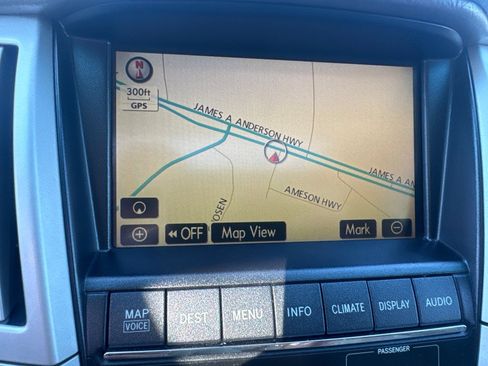 N
300ft
GPS
JAMES A ANDERSON HWY
JAMES A AN
AMESON HWY
OSEN
◀◀ OFF
Map View
Mark
MAP
VOICE
DEST
MENU
INFO
CLIMATE
DISPLAY
AUDIO
PASSENGER